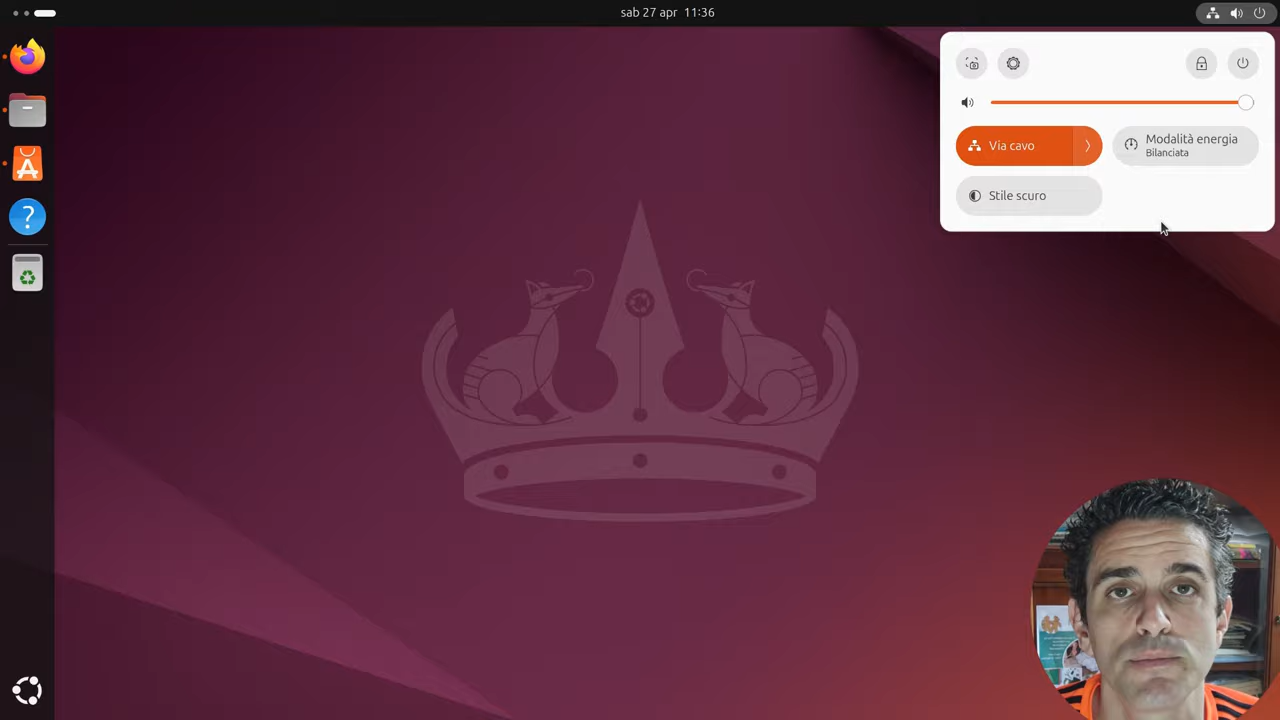 sab 27 apr 11:36
Via cavo
Modalità energia
Bilanciata
Stile scuro